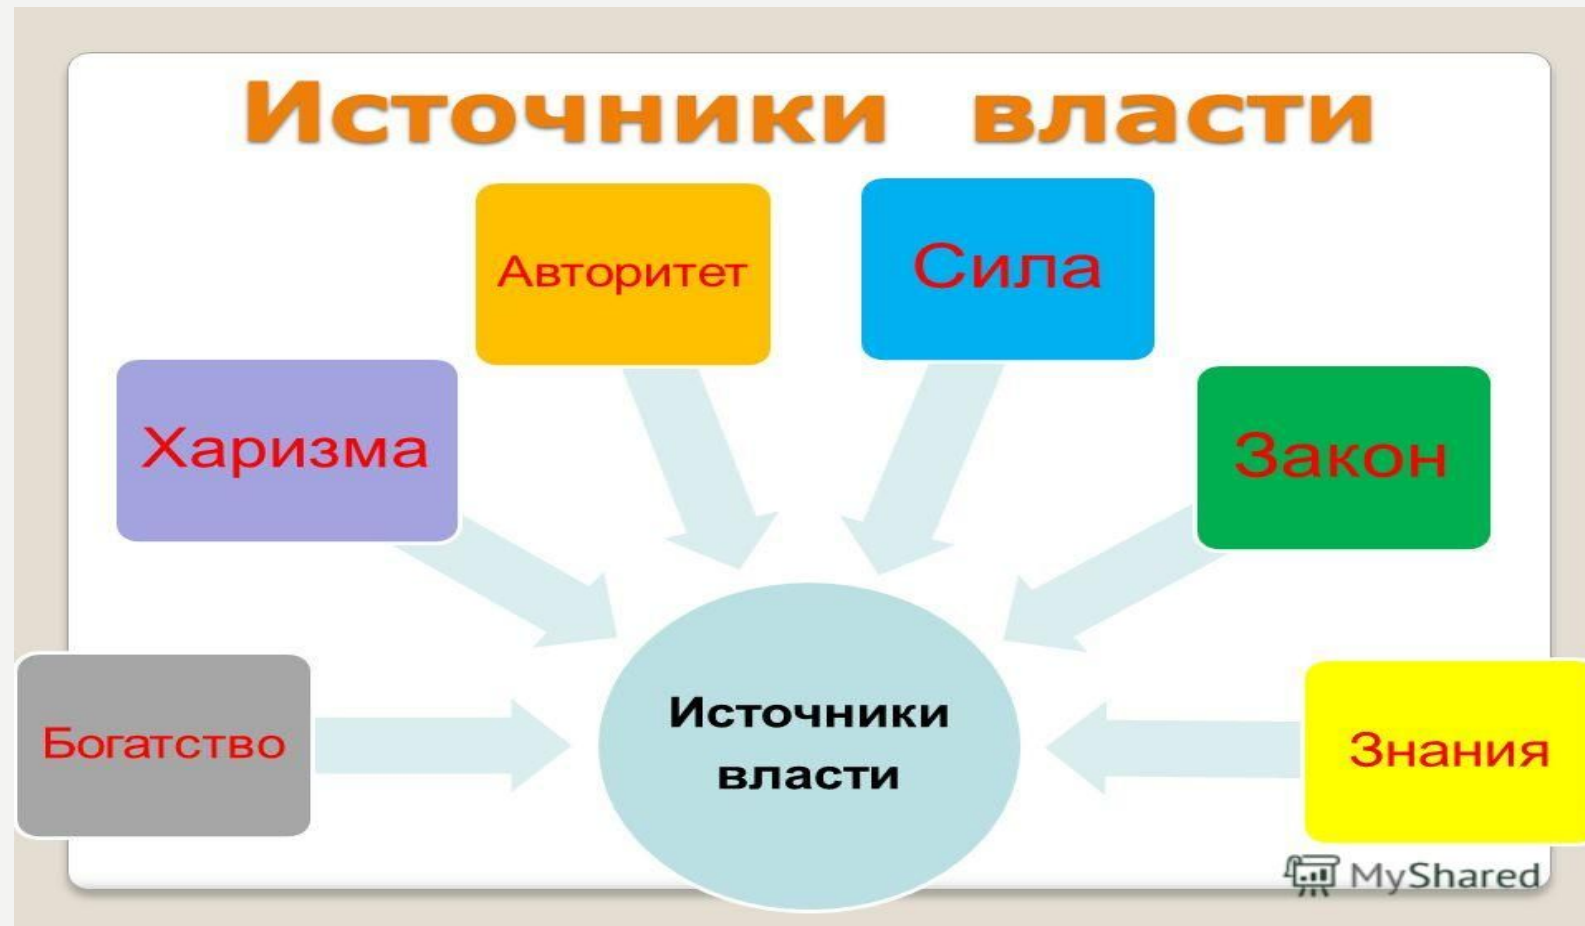 Источники власти
Авторитет
Сила
Харизма
Закон
Богатство
Источники
власти
Знания
MyShared